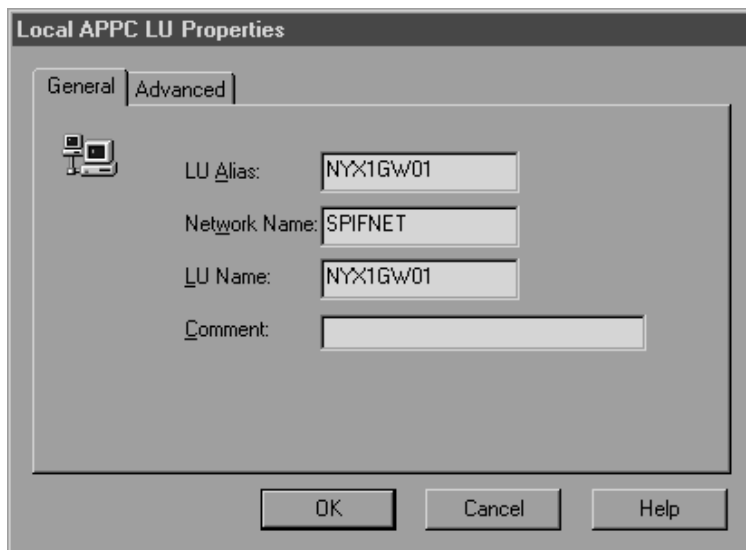 Local APPC LU Properties
General Advanced
LU Alias: NYX1GW01
Network Name: SPIFNET
LU Name: NYX1GW01
Comment:
OK Cancel Help